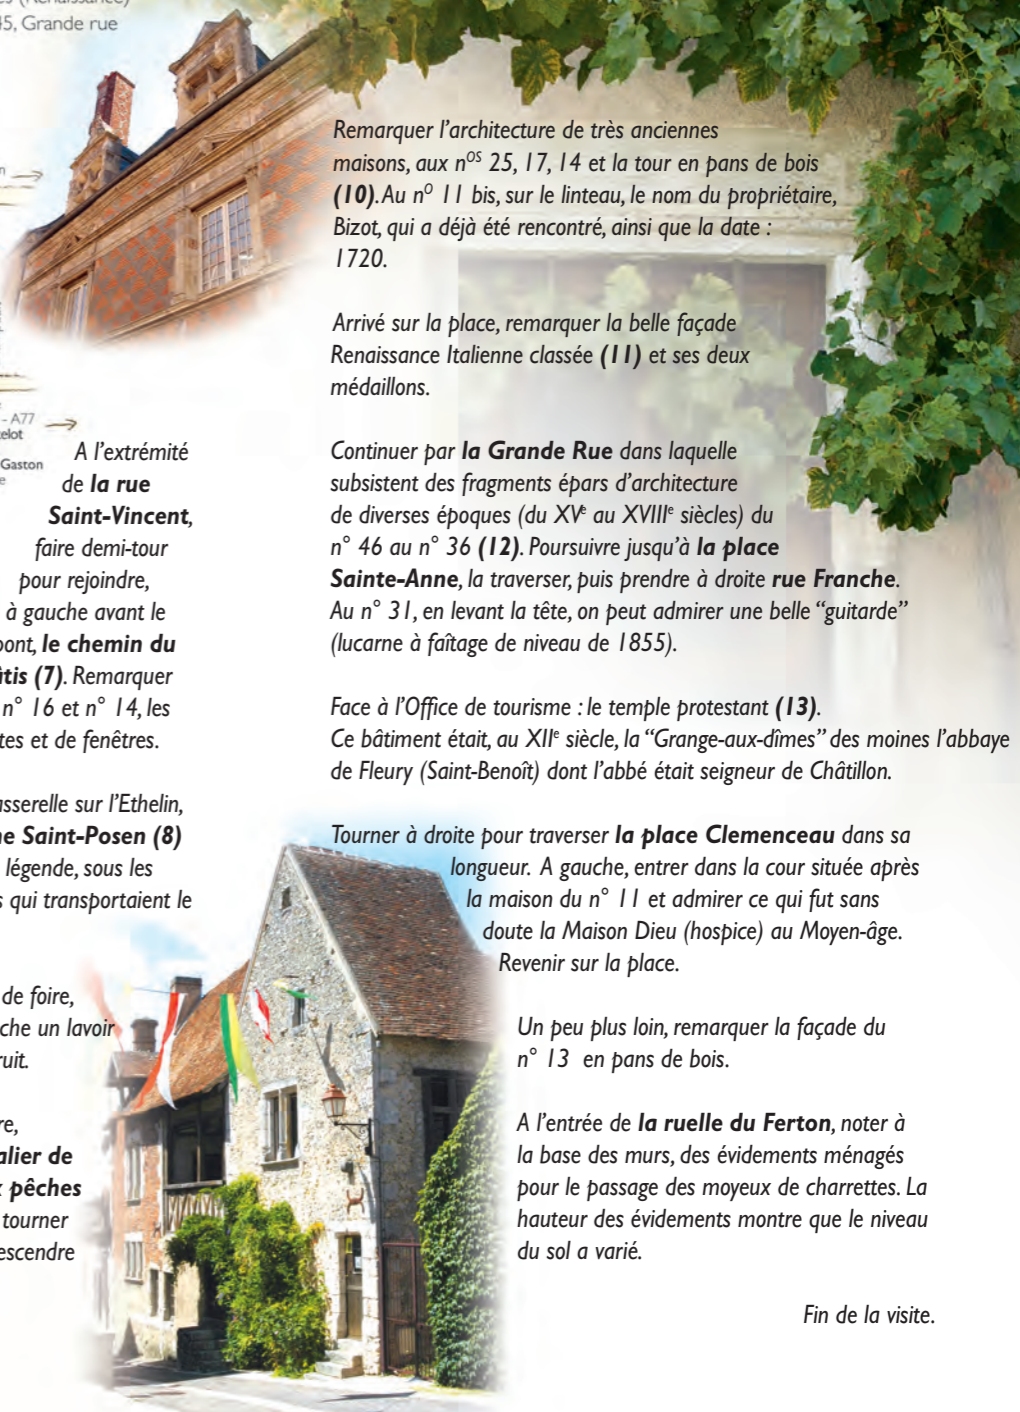 45, Grande rue
- A77
Gaston
A l’extrémité
de la rue
Saint-Vincent,
faire demi-tour
pour rejoindre,
à gauche avant le
pont, le chemin du
(7). Remarquer
n° 16 et n° 14, les
et de fenêtres.
sur l’Ethelin,
Saint-Posen (8)
légende, sous les
qui transportaient le
de foire,
un lavoir
de
pêches
tourner
Remarquer l’architecture de très anciennes
maisons, aux nOS 25, 17, 14 et la tour en pans de bois
(10). Au nO 11 bis, sur le linteau, le nom du propriétaire,
Bizot, qui a déjà été rencontré, ainsi que la date :
1720.
Arrivé sur la place, remarquer la belle façade
Renaissance Italienne classée (11) et ses deux
médaillons.
Continuer par la Grande Rue dans laquelle
subsistent des fragments épars d’architecture
de diverses époques (du XVe au XVIIIe siècles) du
n° 46 au n° 36 (12). Poursuivre jusqu’à la place
Sainte-Anne, la traverser, puis prendre à droite rue Franche.
Au n° 31, en levant la tête, on peut admirer une belle “guitarde”
(lucarne à faîtage de niveau de 1855).
Face à l’Office de tourisme : le temple protestant (13).
Ce bâtiment était, au XIIe siècle, la “Grange-aux-dîmes” des moines l’abbaye
de Fleury (Saint-Benoît) dont l’abbé était seigneur de Châtillon.
Tourner à droite pour traverser la place Clemenceau dans sa
longueur. A gauche, entrer dans la cour située après
la maison du n° 11 et admirer ce qui fut sans
doute la Maison Dieu (hospice) au Moyen-âge.
Revenir sur la place.
Un peu plus loin, remarquer la façade du
n° 13 en pans de bois.
A l’entrée de la ruelle du Ferton, noter à
la base des murs, des évidements ménagés
pour le passage des moyeux de charrettes. La
hauteur des évidements montre que le niveau
du sol a varié.
Fin de la visite.